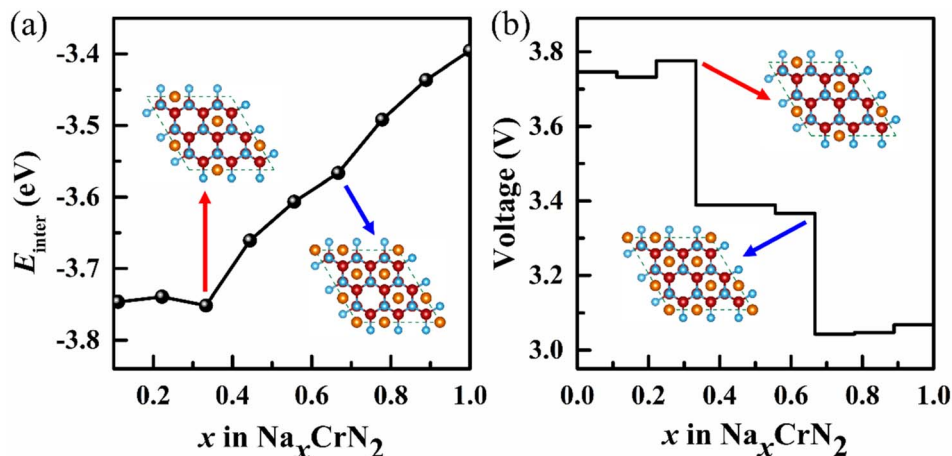 (a)
-3.4
-3.5
-3.6
-3.7
-3.8
E_inter (eV)
0.2 0.4 0.6 0.8 1.0
x in Na_xCrN_2
(b)
3.8
3.6
3.4
3.2
3.0
Voltage (V)
0.0 0.2 0.4 0.6 0.8 1.0
x in Na_xCrN_2